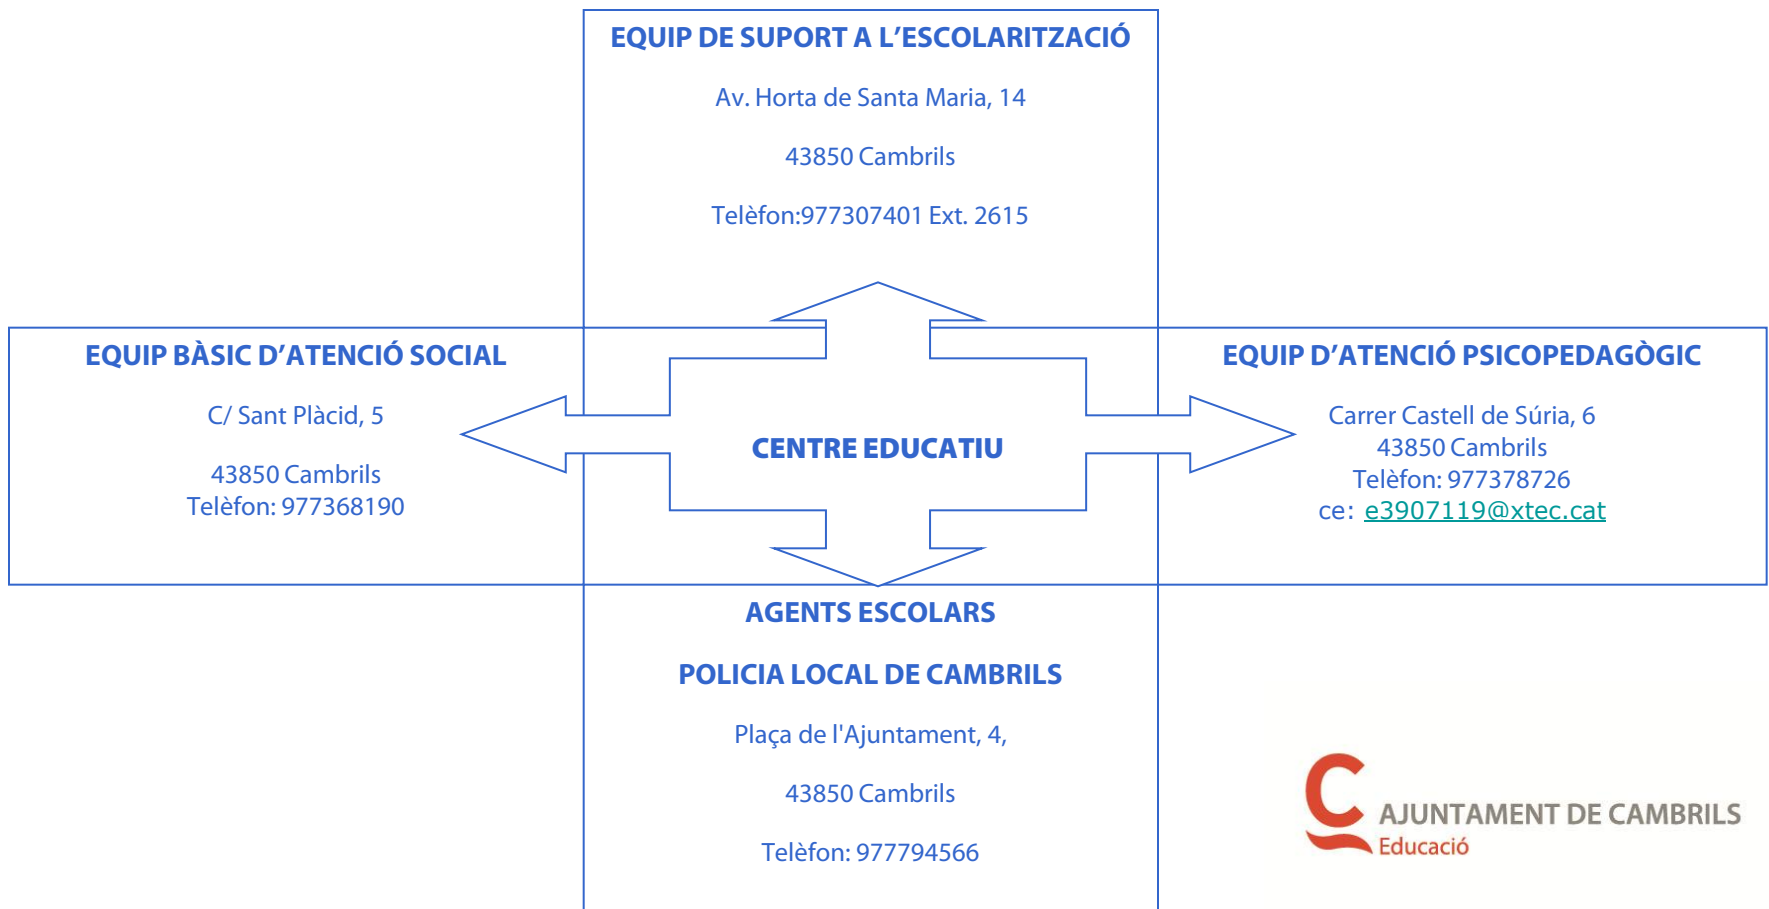 EQUIP DE SUPORT A L’ESCOLARITZACIÓ
Av. Horta de Santa Maria, 14
43850 Cambrils
Telèfon:977307401 Ext. 2615
EQUIP BÀSIC D’ATENCIÓ SOCIAL
C/ Sant Plàcid, 5
43850 Cambrils
Telèfon: 977368190
CENTRE EDUCATIU
EQUIP D’ATENCIÓ PSICOPEDAGÒGIC
Carrer Castell de Súria, 6
43850 Cambrils
Telèfon: 977378726
ce: e3907119@xtec.cat
AGENTS ESCOLARS
POLICIA LOCAL DE CAMBRILS
Plaça de l'Ajuntament, 4,
43850 Cambrils
Telèfon: 977794566
AJUNTAMENT DE CAMBRILS
Educació